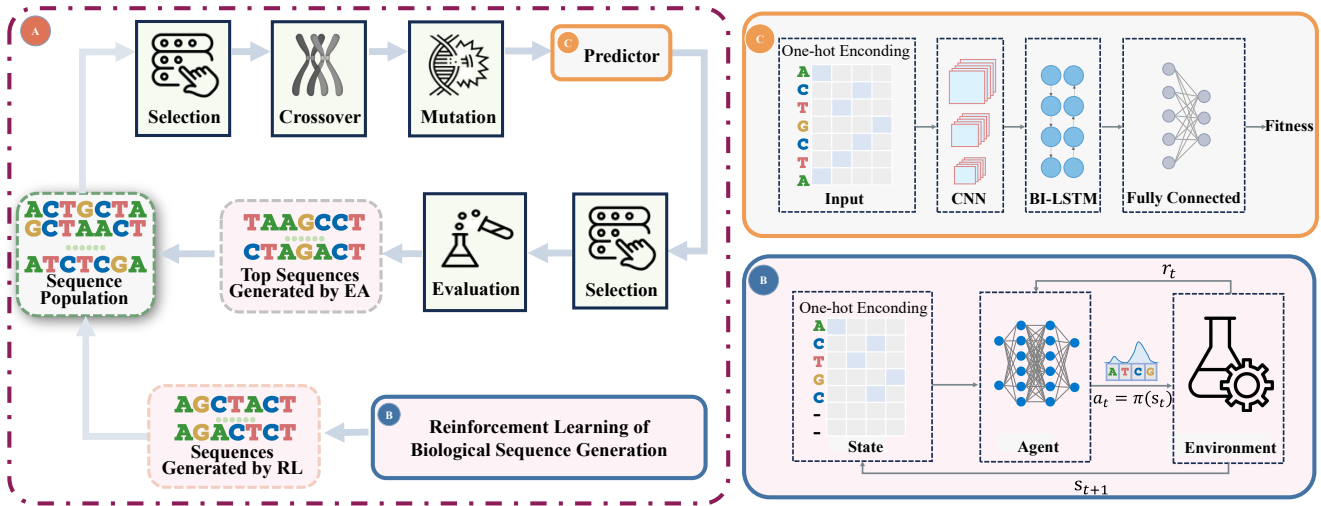 A
Selection
Crossover
Mutation
C
Predictor
ACTGCTA
GCTAACT
ATCTCGA
Sequence
Population
TAAGCCT
CTAGACT
Top Sequences
Generated by EA
Evaluation
Selection
AGCTACT
AGACTCT
Sequences
Generated by RL
B
Reinforcement Learning of
Biological Sequence Generation
C
One-hot Enconding
A
C
T
G
C
T
A
Input
CNN
BI-LSTM
Fully Connected
Fitness
B
r_t
One-hot Encoding
A
C
T
G
C
-
-
State
Agent
A T C G
a_t = π(s_t)
Environment
s_{t+1}